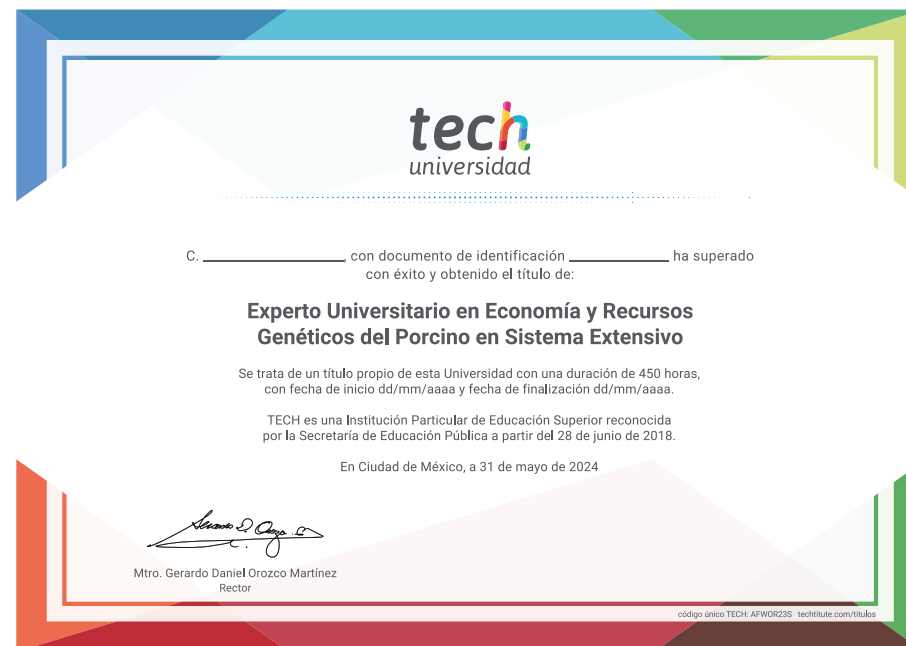 tech
universidad
C. ____________________, con documento de identificación ______________ ha superado
con éxito y obtenido el título de:
Experto Universitario en Economía y Recursos
Genéticos del Porcino en Sistema Extensivo
Se trata de un título propio de esta Universidad con una duración de 450 horas,
con fecha de inicio dd/mm/aaaa y fecha de finalización dd/mm/aaaa.
TECH es una Institución Particular de Educación Superior reconocida
por la Secretaría de Educación Pública a partir del 28 de junio de 2018.
En Ciudad de México, a 31 de mayo de 2024
Mtro. Gerardo Daniel Orozco Martínez
Rector
código único TECH: AFWOR23S techtitute.com/titulos